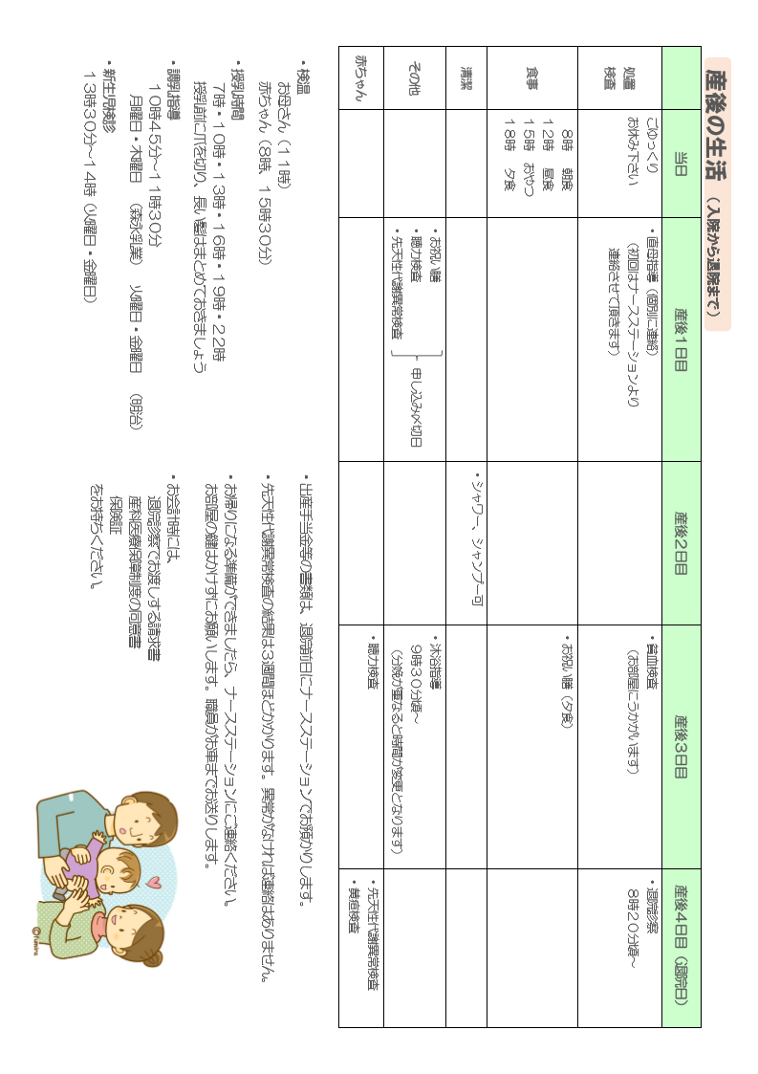 産後の生活（入院から退院まで）
当日
産後１日目
産後２日目
産後３日目
産後４日目（退院日）
処置
検査
ごゆっくり
お休み下さい
・直母指導（個別に連絡）
（初回はナースステーションより
連絡させて頂きます）
・貧血検査
（お部屋にうかがいます）
・退院診察
８時２０分頃～
食事
８時　朝食
１２時　昼食
１５時　おやつ
１８時　夕食
・お祝い膳（夕食）
清潔
・シャワー、シャンプー可
その他
・お祝い膳
・聴力検査
・先天性代謝異常検査
申し込み〆切日
・沐浴指導
９時３０分頃～
（分娩が重なると時間が変更となります）
赤ちゃん
・聴力検査
・先天性代謝異常検査
・黄疸検査
・検温
お母さん（１１時）
赤ちゃん（８時、１５時３０分）
・授乳時間
７時・１０時・１３時・１６時・１９時・２２時
授乳前に爪を切り、長い髪はまとめておきましょう
・調乳指導
１０時４５分～１１時３０分
月曜日・木曜日　（森永乳業）　火曜日・金曜日　（明治）
・新生児検診
１３時３０分～１４時（火曜日・金曜日）
・出産手当金等の書類は、退院前日にナースステーションでお預かりします。
・先天性代謝異常検査の結果は３週間ほどかかります。異常がなければ連絡はありません。
・お帰りになる準備ができましたら、ナースステーションにご連絡ください。
お部屋の鍵はかけずにお願いします。職員がお車までお送りします。
・お会計時には、
退院診察でお渡しする請求書
産科医療保障制度の同意書
保険証
をお持ちください。
©fumira